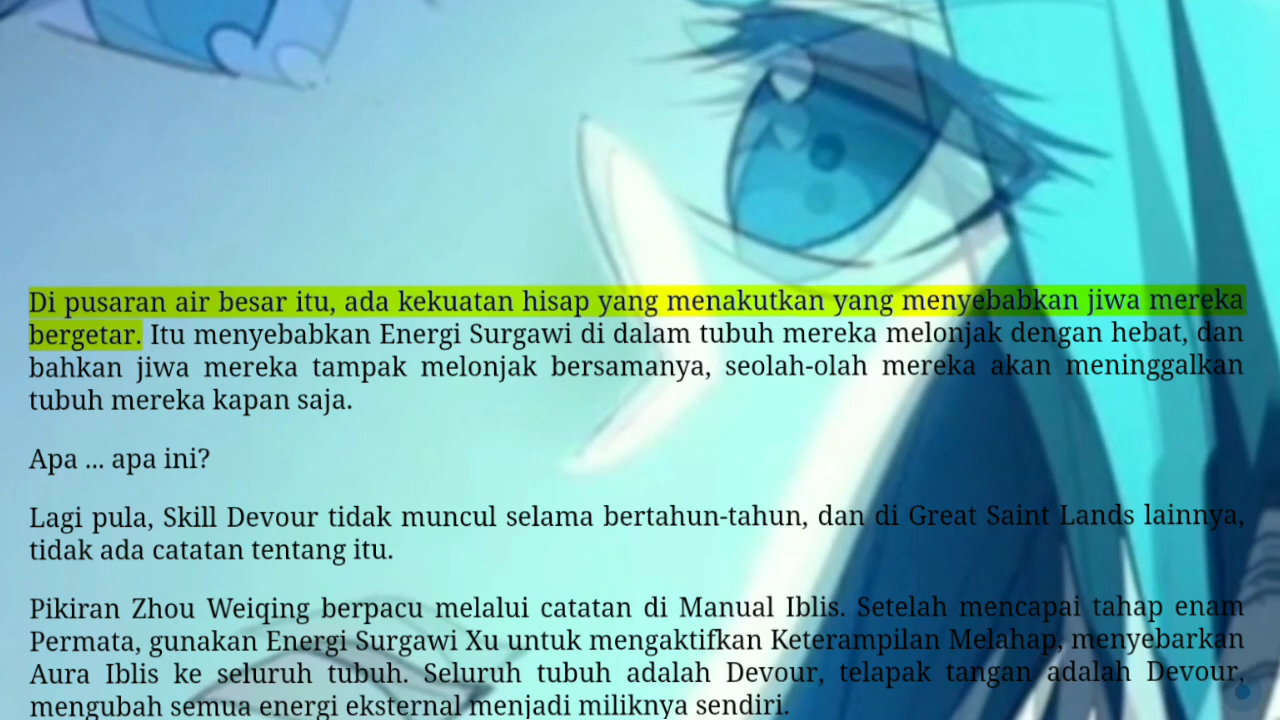 Di pusaran air besar itu, ada kekuatan hisap yang menakutkan yang menyebabkan jiwa mereka
bergetar. Itu menyebabkan Energi Surgawi di dalam tubuh mereka melonjak dengan hebat, dan
bahkan jiwa mereka tampak melonjak bersamanya, seolah-olah mereka akan meninggalkan
tubuh mereka kapan saja.
Apa ... apa ini?
Lagi pula, Skill Devour tidak muncul selama bertahun-tahun, dan di Great Saint Lands lainnya,
tidak ada catatan tentang itu.
Pikiran Zhou Weiqing berpacu melalui catatan di Manual Iblis. Setelah mencapai tahap enam
Permata, gunakan Energi Surgawi Xu untuk mengaktifkan Keterampilan Melahap, menyebarkan
Aura Iblis ke seluruh tubuh. Seluruh tubuh adalah Devour, telapak tangan adalah Devour,
mengubah semua energi eksternal menjadi miliknya sendiri.